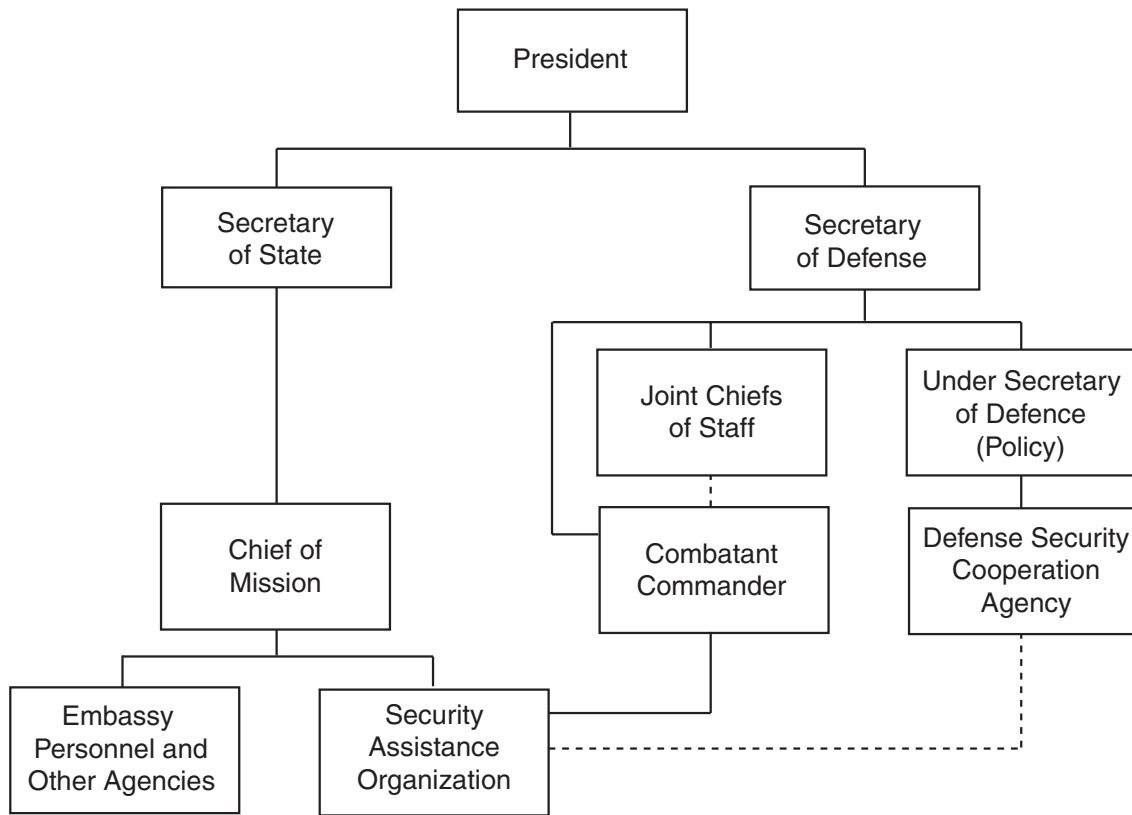 President
Secretary
of State
Secretary
of Defense
Joint Chiefs
of Staff
Under Secretary
of Defence
(Policy)
Chief of
Mission
Combatant
Commander
Defense Security
Cooperation
Agency
Embassy
Personnel and
Other Agencies
Security
Assistance
Organization